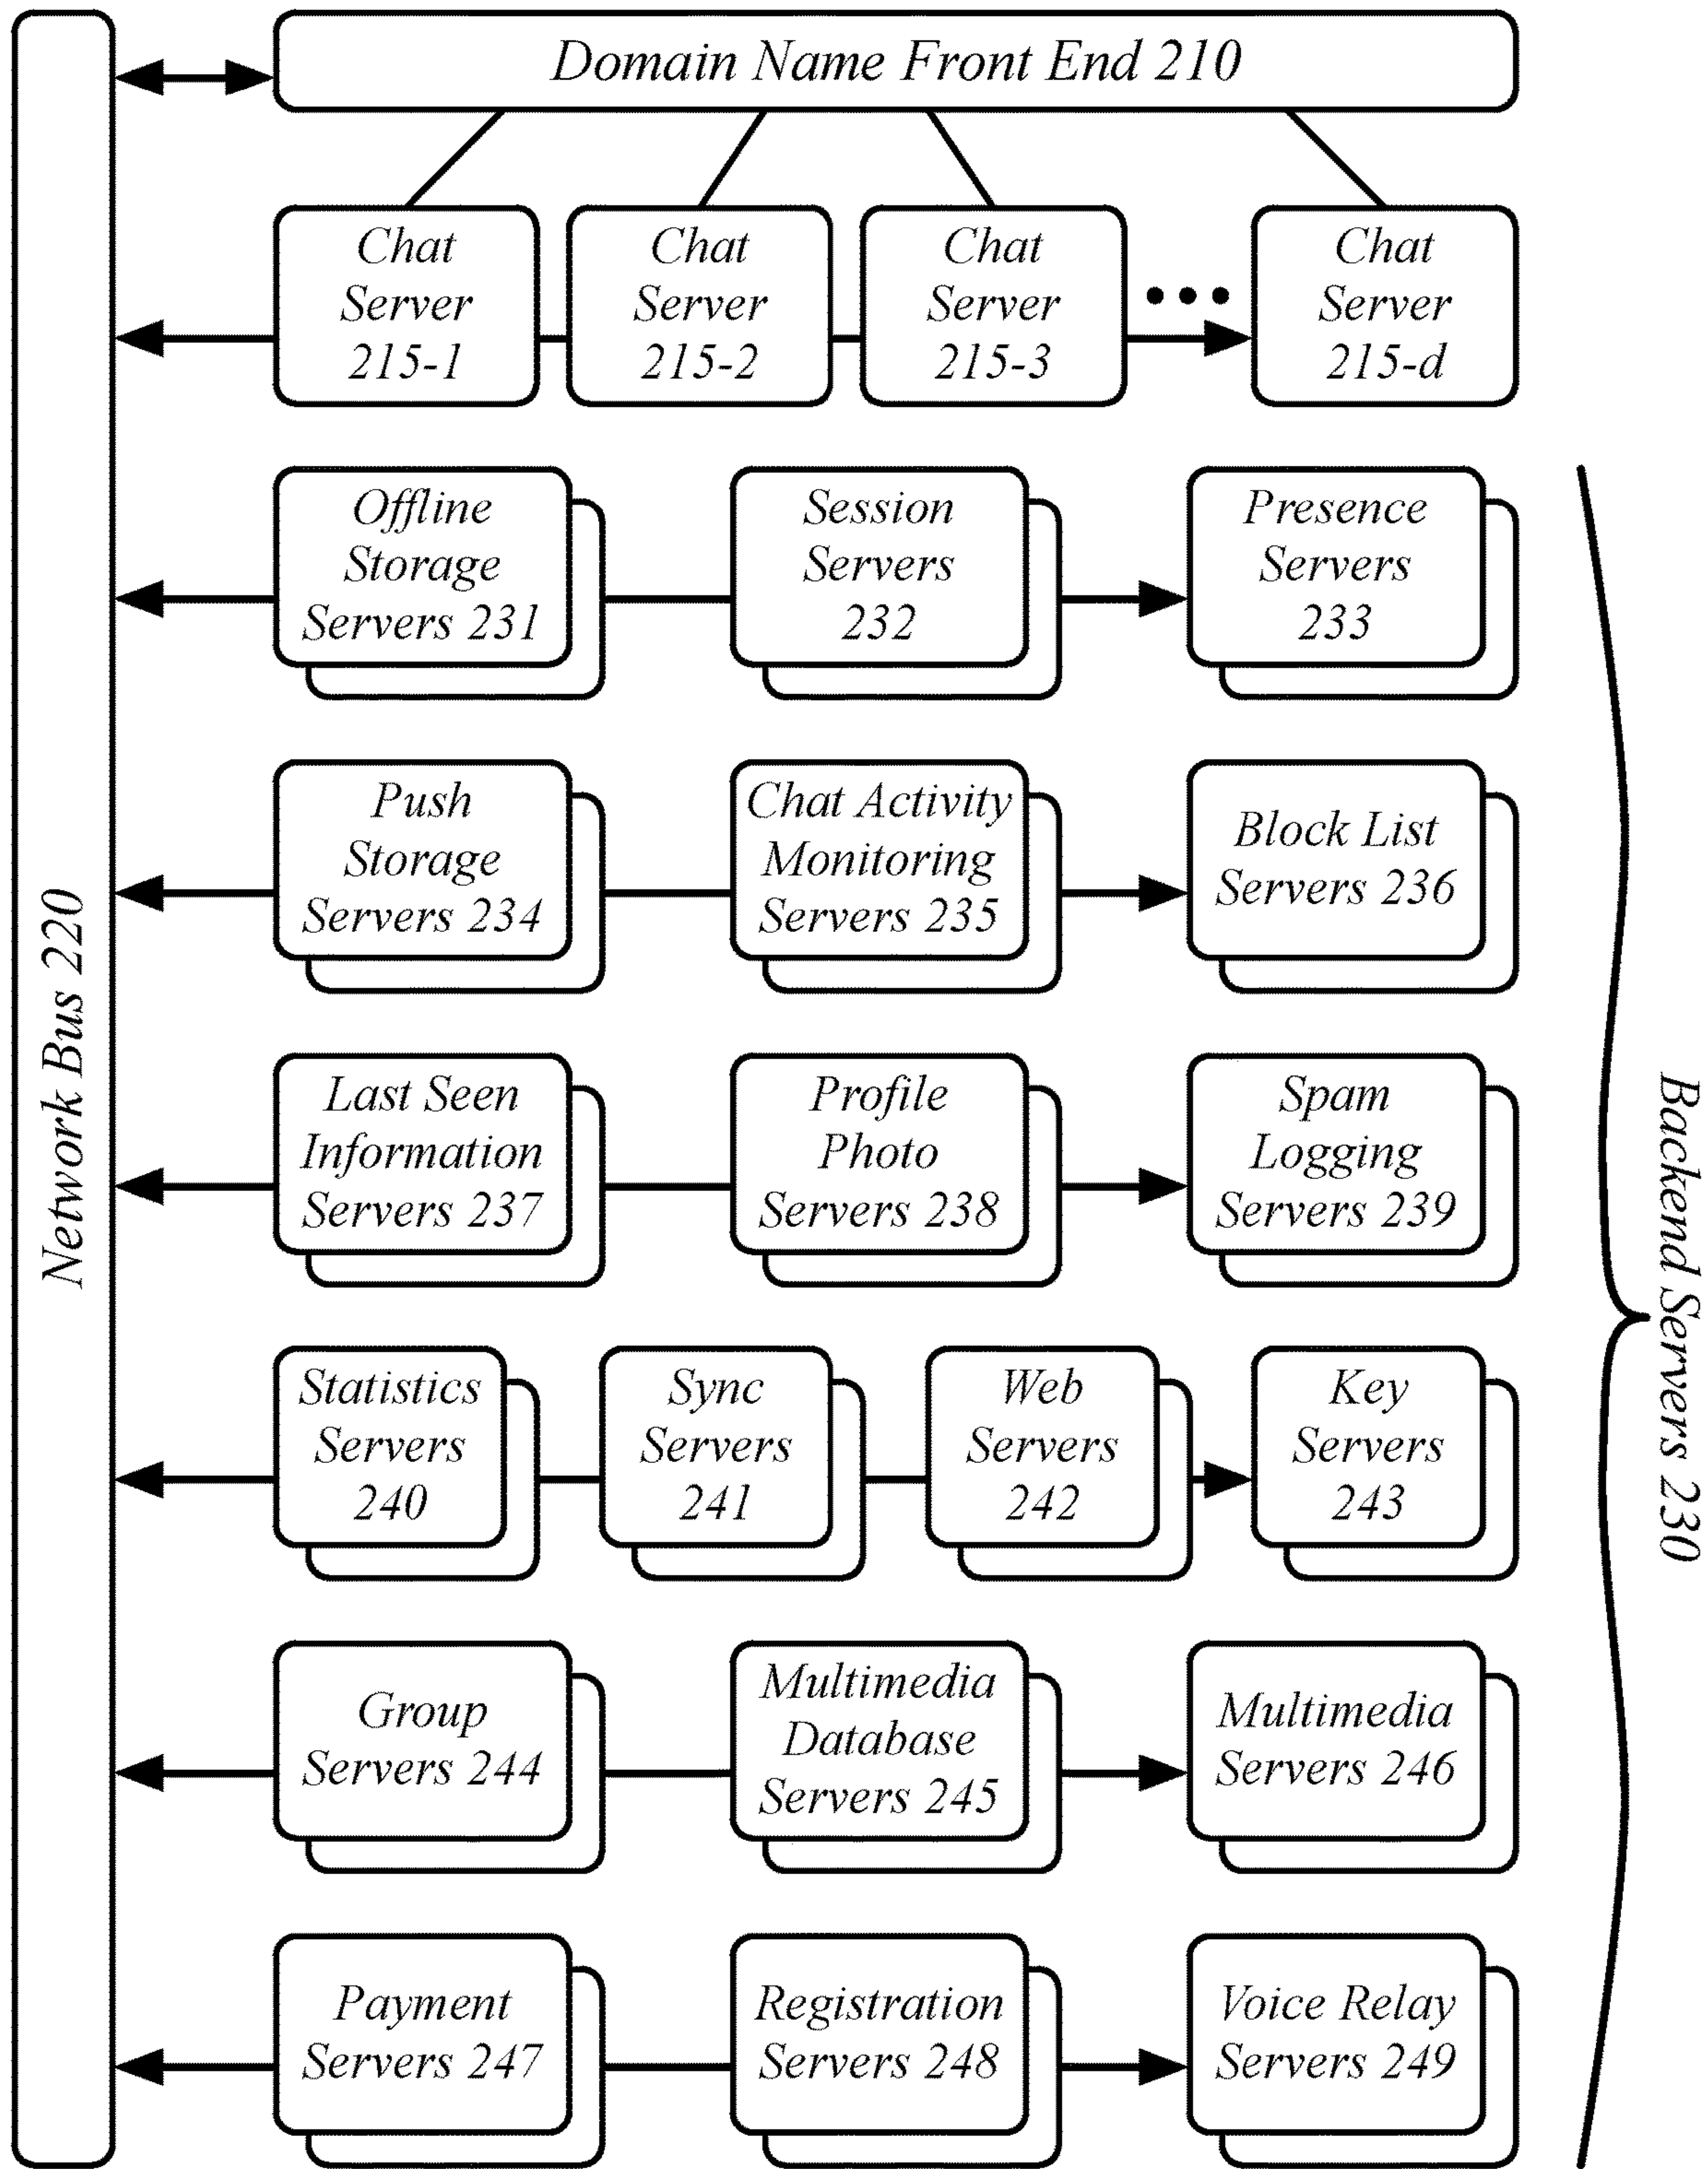 Domain Name Front End 210
Chat
Server
215-1
Chat
Server
215-2
Chat
Server
215-3
•••
Chat
Server
215-d
Offline
Storage
Servers 231
Session
Servers
232
Presence
Servers
233
Push
Storage
Servers 234
Chat Activity
Monitoring
Servers 235
Block List
Servers 236
Network Bus 220
Last Seen
Information
Servers 237
Profile
Photo
Servers 238
Spam
Logging
Servers 239
Backend Servers 230
Statistics
Servers
240
Sync
Servers
241
Web
Servers
242
Key
Servers
243
Group
Servers 244
Multimedia
Database
Servers 245
Multimedia
Servers 246
Payment
Servers 247
Registration
Servers 248
Voice Relay
Servers 249